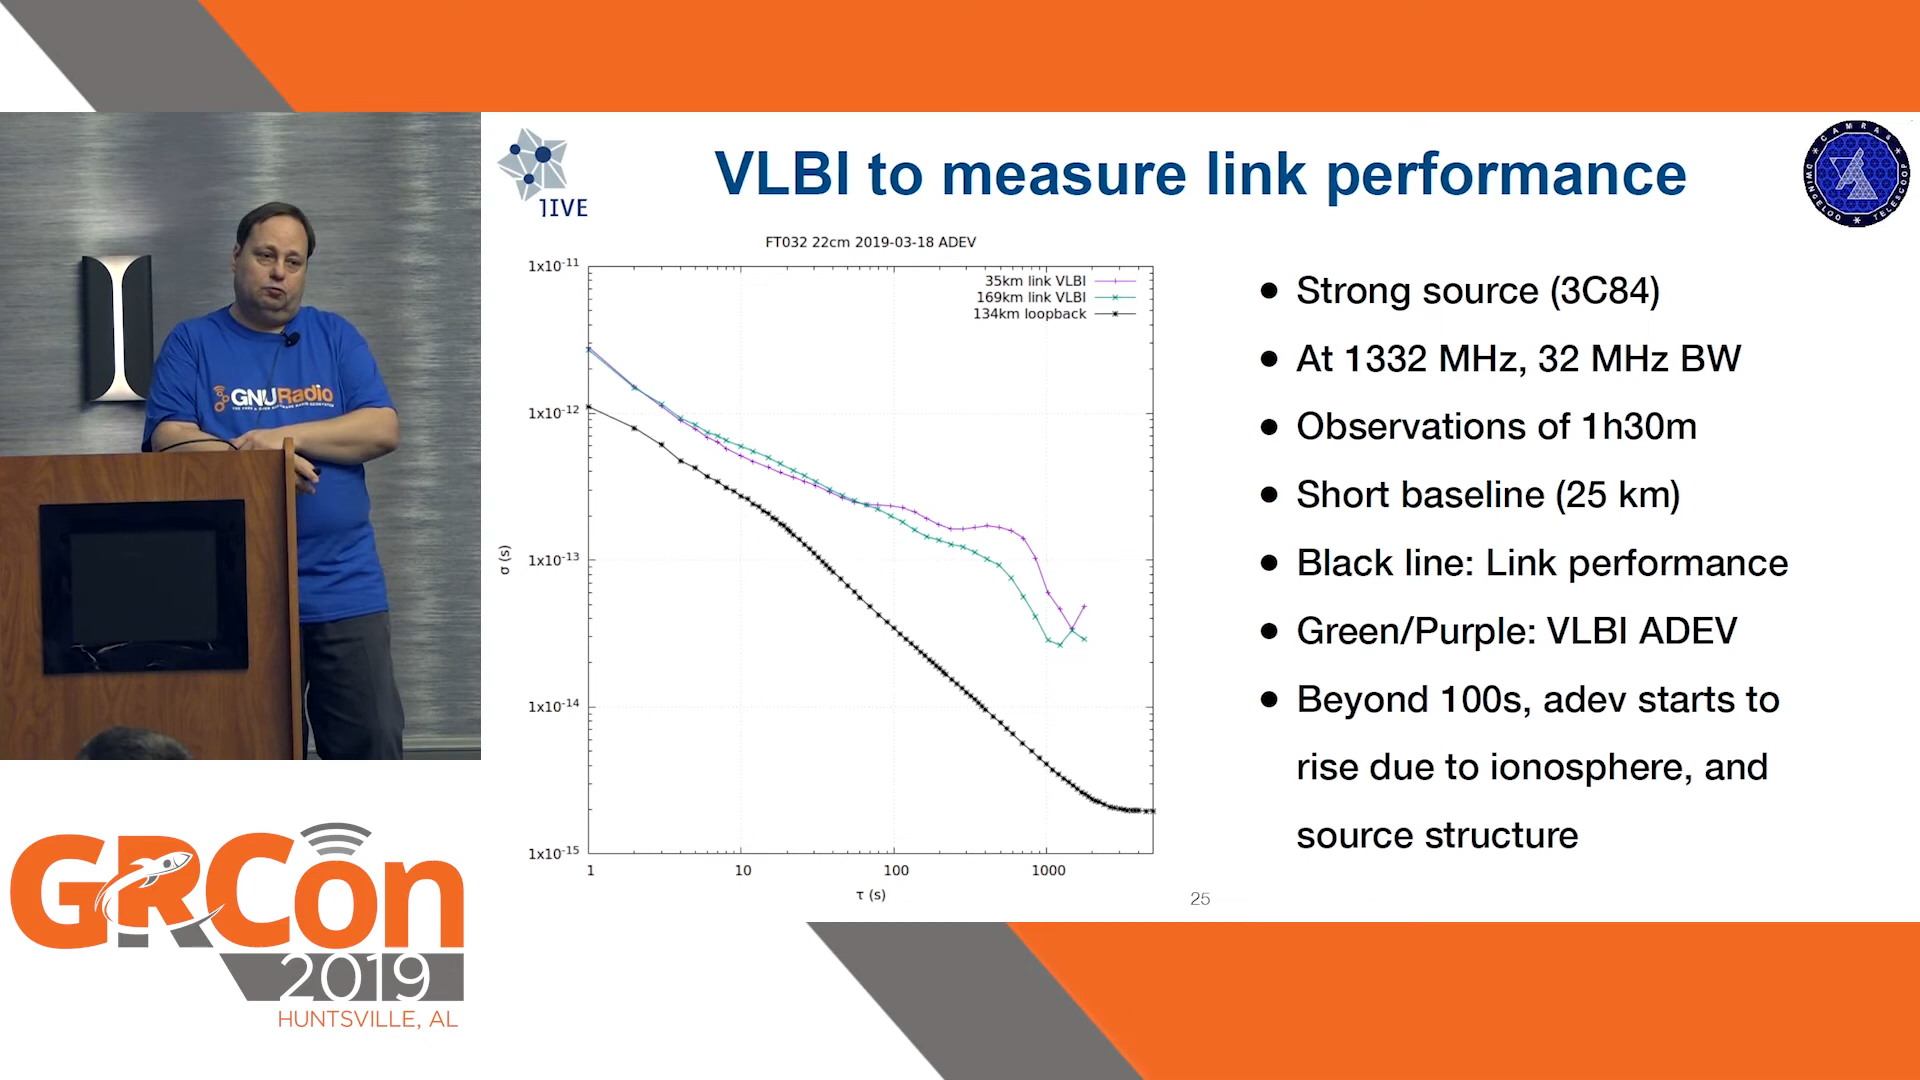 VLBI to measure link performance
JIVE
CAMRAS
DWINGELOO TELESCOOP
FT032 22cm 2019-03-18 ADEV
35km link VLBI
169km link VLBI
134km loopback
1x10-11
1x10-12
1x10-13
1x10-14
1x10-15
σ (s)
1
10
100
1000
τ (s)
● Strong source (3C84)
● At 1332 MHz, 32 MHz BW
● Observations of 1h30m
● Short baseline (25 km)
● Black line: Link performance
● Green/Purple: VLBI ADEV
● Beyond 100s, adev starts to
rise due to ionosphere, and
source structure
25
GNURadio
GRCon
2019
HUNTSVILLE, AL